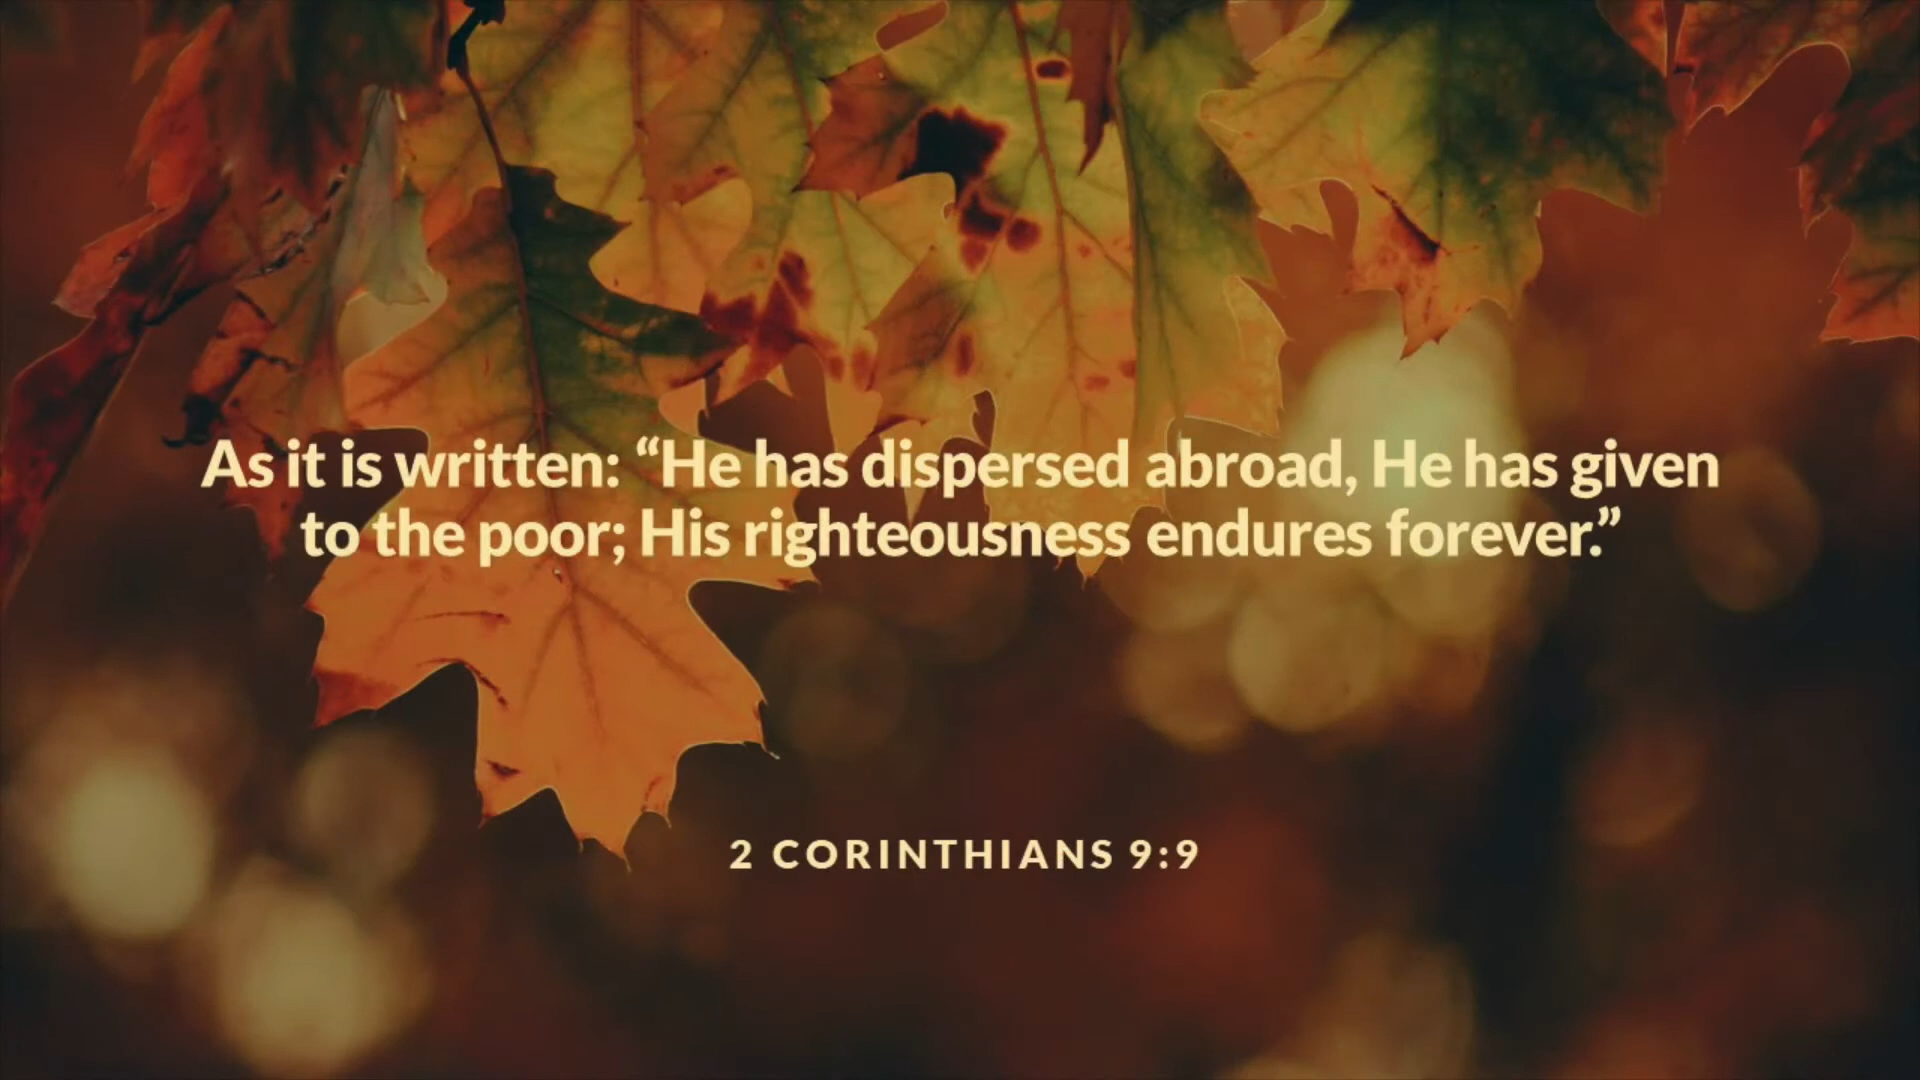 As it is written: “He has dispersed abroad, He has given
to the poor; His righteousness endures forever.”
2 CORINTHIANS 9:9